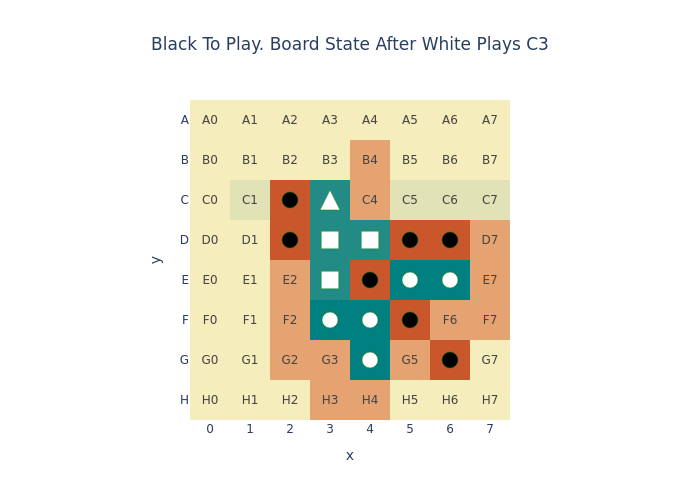 Black To Play. Board State After White Plays C3
A A0 A1 A2 A3 A4 A5 A6 A7
B B0 B1 B2 B3 B4 B5 B6 B7
C C0 C1 C4 C5 C6 C7
D D0 D1 D7
y
E E0 E1 E2 E7
F F0 F1 F2 F6 F7
G G0 G1 G2 G3 G5 G7
H H0 H1 H2 H3 H4 H5 H6 H7
0 1 2 3 4 5 6 7
x